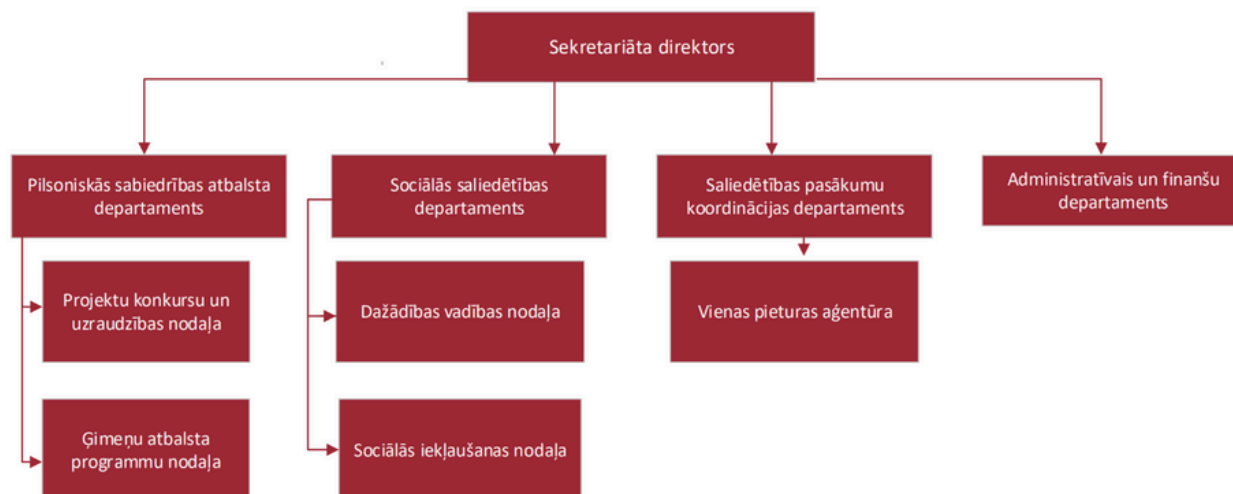 Sekretariāta direktors
Pilsoniskās sabiedrības atbalsta
departaments
Sociālās saliedētības
departaments
Saliedētības pasākumu
koordinācijas departaments
Administratīvais un finanšu
departaments
Projektu konkursu un
uzraudzības nodaļa
Dažādības vadības nodaļa
Vienas pieturas aģentūra
Ģimeņu atbalsta
programmu nodaļa
Sociālās iekļaušanas nodaļa